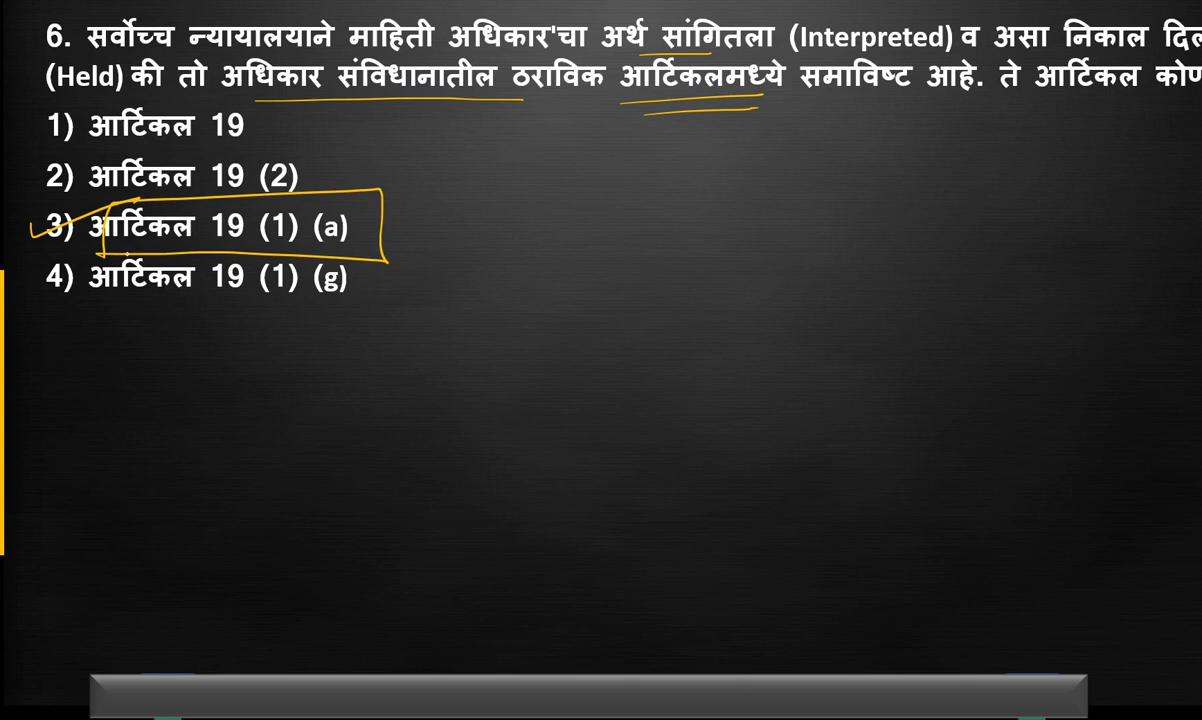 6. सर्वोच्च न्यायालयाने माहिती अधिकार'चा अर्थ सांगितला (Interpreted) व असा निकाल
(Held) की तो अधिकार संविधानातील ठराविक आर्टिकलमध्ये समाविष्ट आहे. ते आर्टिकल
1) आर्टिकल 19
2) आर्टिकल 19 (2)
3) आर्टिकल 19 (1) (a)
4) आर्टिकल 19 (1) (g)